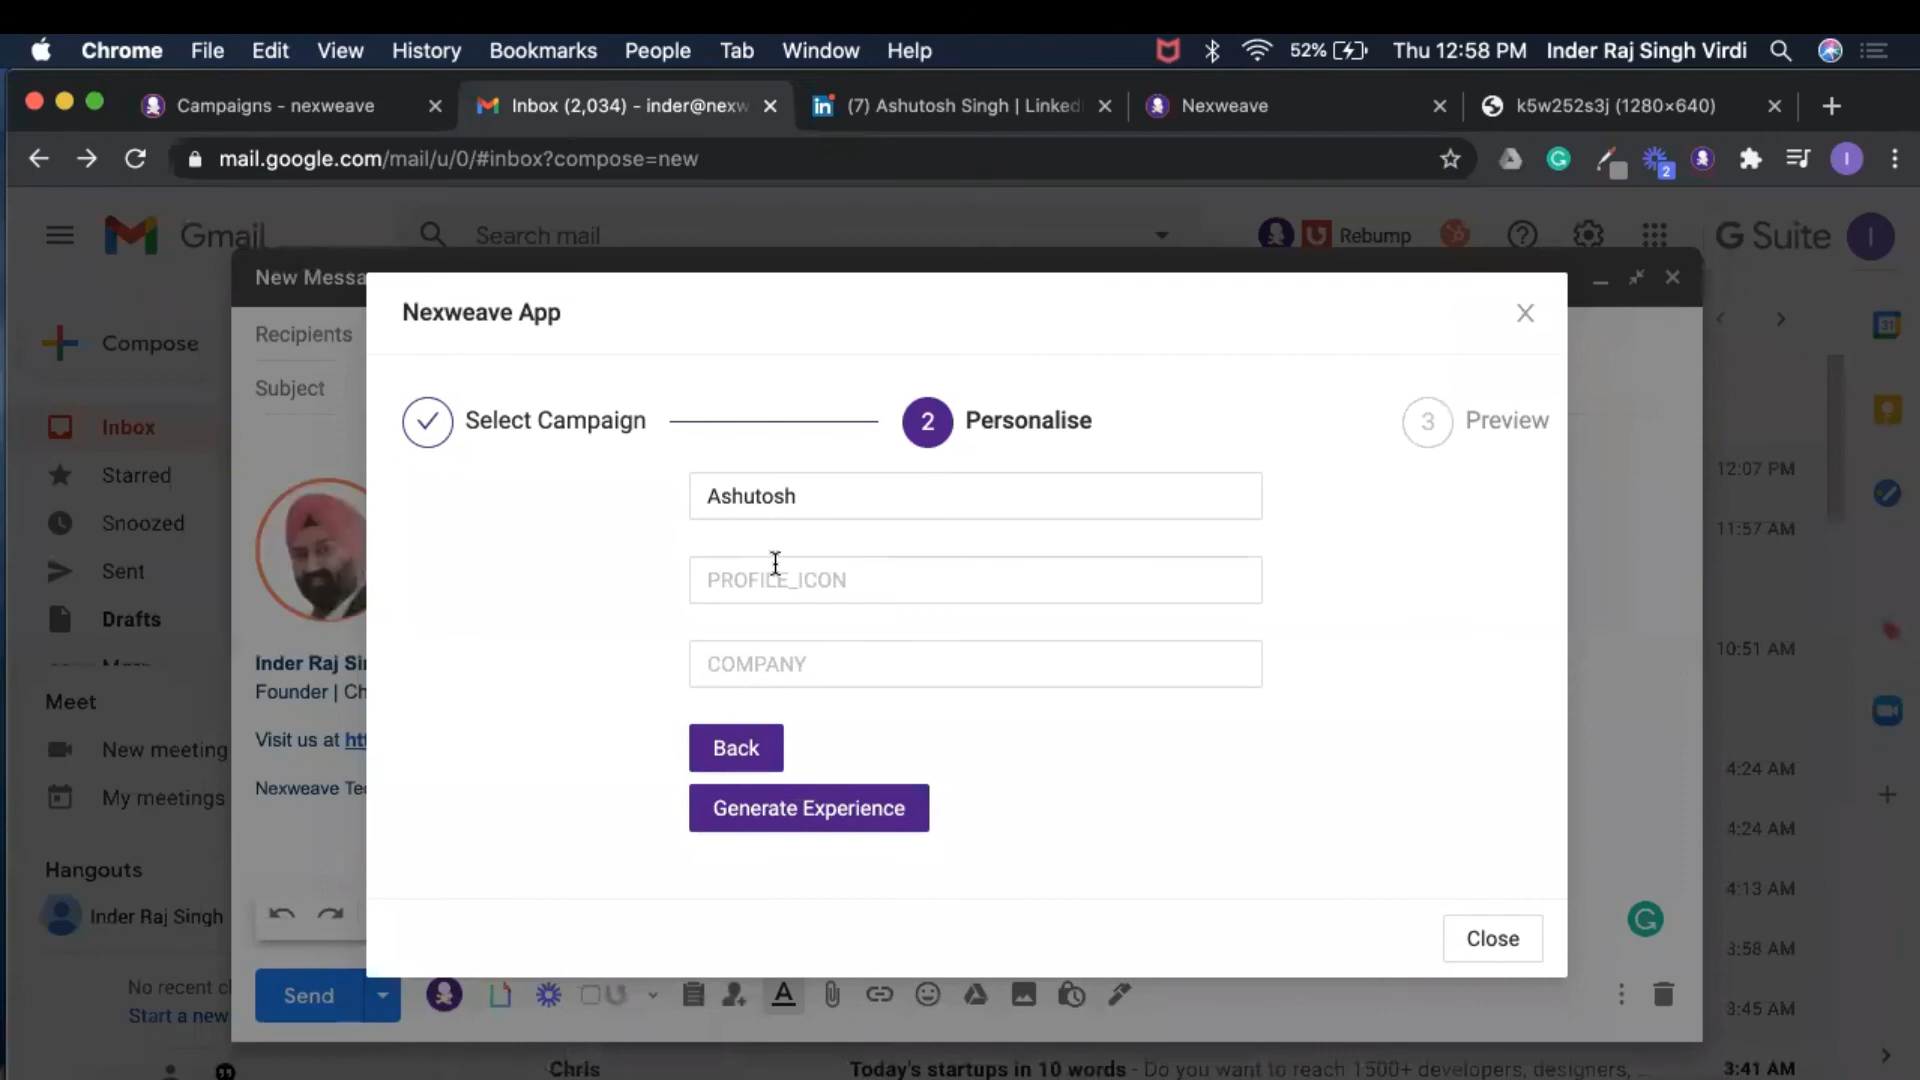 Chrome File Edit View History Bookmarks People Tab Window Help 52% Thu 12:58 PM Inder Raj Singh Virdi
Campaigns - nexweave Inbox (2,034) - inder@nexw (7) Ashutosh Singh | Linked Nexweave k5w252s3j (1280×640)
mail.google.com/mail/u/0/#inbox?compose=new 2 I
Gmail Search mail Rebump G Suite I
New Messa
Nexweave App
Recipients
Compose
Subject
Select Campaign 2 Personalise 3 Preview
Inbox
12:07 PM
Starred
Ashutosh
Snoozed
11:57 AM
Sent
PROFILE_ICON
Drafts
10:51 AM
Inder Raj Si
COMPANY
Founder | Ch
Meet
Visit us at htt
New meeting
Back
4:24 AM
Nexweave Te
My meetings
Generate Experience
4:24 AM
Hangouts
4:13 AM
Inder Raj Singh
Close
3:58 AM
No recent c
Send
Start a new
3:45 AM
Chris Today's startups in 10 words - Do you want to reach 1500+ developers, designers, 3:41 AM